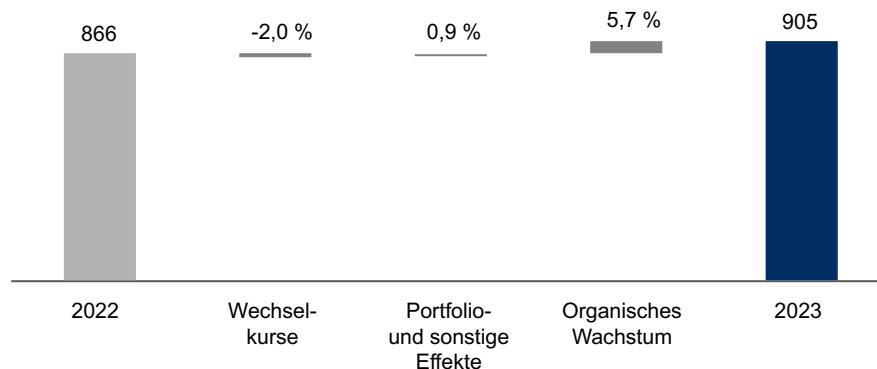 866
-2,0 %
0,9 %
5,7 %
905
2022
Wechsel-
kurse
Portfolio-
und sonstige
Effekte
Organisches
Wachstum
2023